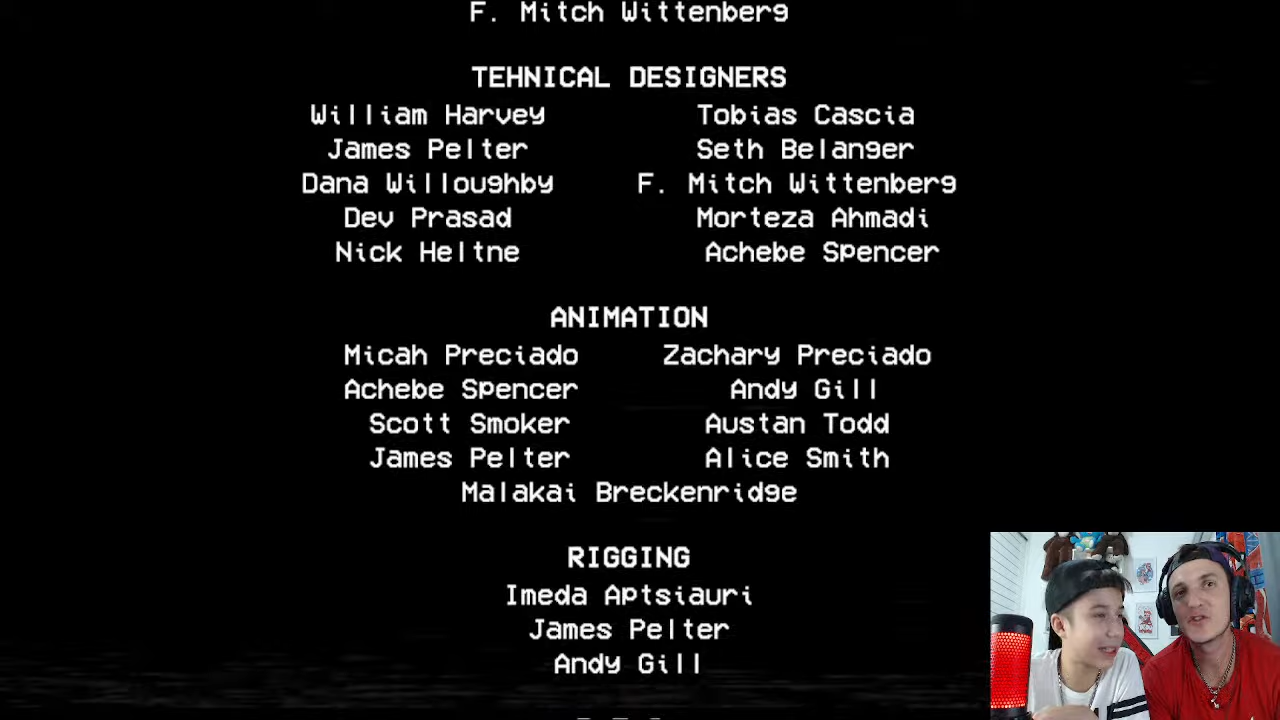 F. Mitch Wittenberg
TEHNICAL DESIGNERS
William Harvey Tobias Cascia
James Pelter Seth Belanger
Dana Willoughby F. Mitch Wittenberg
Dev Prasad Morteza Ahmadi
Nick Heltne Achebe Spencer
ANIMATION
Micah Preciado Zachary Preciado
Achebe Spencer Andy Gill
Scott Smoker Austan Todd
James Pelter Alice Smith
Malakai Breckenridge
RIGGING
Imeda Aptsiauri
James Pelter
Andy Gill